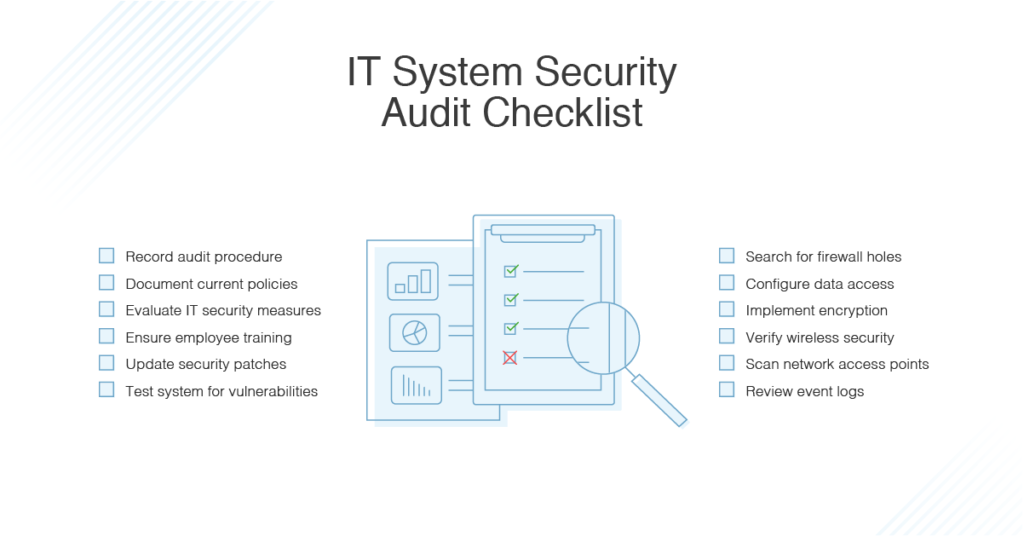 IT System Security
Audit Checklist
Record audit procedure
Document current policies
Evaluate IT security measures
Ensure employee training
Update security patches
Test system for vulnerabilities
Search for firewall holes
Configure data access
Implement encryption
Verify wireless security
Scan network access points
Review event logs